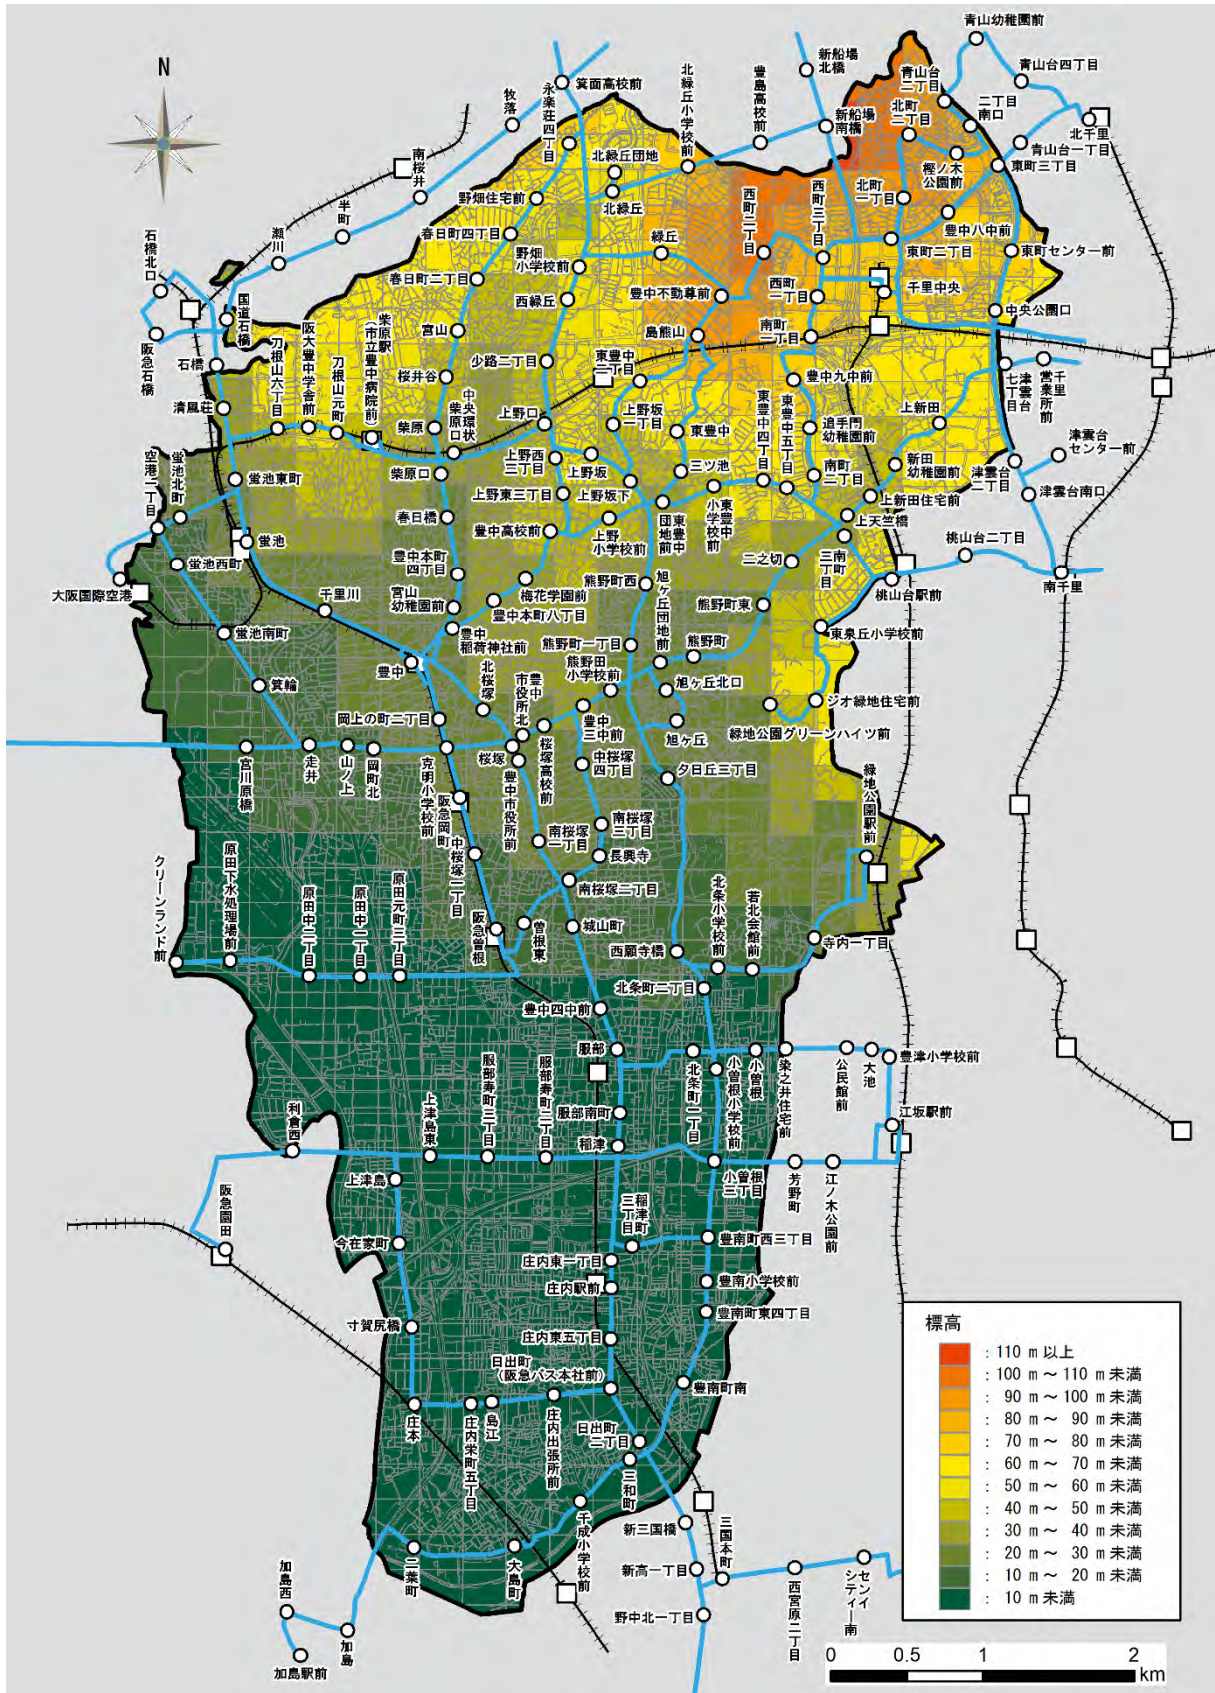 N
青山幼稚園前
青山台四丁目
青山台
二丁目
新船場
北橋
豊島高校前
北緑丘小学校前
箕面高校前
永楽荘四丁目
牧落
北町
二丁目
二丁目
南口
北千里
新船場
南橋
青山台一丁目
南桜井
北緑丘団地
樫ノ木
公園前
東町三丁目
野畑住宅前
北緑丘
西町二丁目
西町三丁目
北町
一丁目
半町
春日町四丁目
緑丘
豊中八中前
瀬川
石橋北口
野畑
小学校前
東町二丁目
東町センター前
春日町二丁目
国道石橋
西緑丘
豊中不動尊前
西町
一丁目
千里中央
中央公園口
柴原駅
(市立豊中病院前)
阪大豊中学舎前
刀根山六丁目
刀根山元町
宮山
島熊山
南町
一丁目
阪急石橋
石橋
少路二丁目
東豊中
二丁目
桜井谷
豊中九中前
津雲台
七丁目
千里
営業所前
清風荘
柴原
中央環状
柴原口
上野口
上野坂
一丁目
東豊中
東豊中四丁目
東豊中五丁目
追手門
幼稚園前
上新田
津雲台
センター前
空港一丁目
蛍池北町
蛍池東町
柴原口
上野西
三丁目
上野坂
三ツ池
新田
幼稚園前
津雲台
二丁目
南町
二丁目
上野東三丁目
上野坂下
上新田住宅前
津雲台南口
春日橋
豊中高校前
上野
小学校前
東豊中
団地前
東豊中
小学校前
上天竺橋
桃山台二丁目
蛍池
蛍池西町
豊中本町
四丁目
二之切
南町
三丁目
大阪国際空港
熊野町西
旭ヶ丘団地前
桃山台駅前
南千里
千里川
宮山
幼稚園前
梅花学園前
豊中本町八丁目
熊野町東
蛍池南町
豊中
稲荷神社前
熊野町一丁目
熊野町
東泉丘小学校前
豊中
北桜塚
熊野田
小学校前
箕輪
旭ヶ丘北口
豊中
市役所北
ジオ緑地住宅前
岡上の町二丁目
豊中
三中前
旭ヶ丘
緑地公園グリーンハイツ前
宮川原橋
走井
山ノ上
岡町北
克明小学校前
桜塚
豊中市役所前
桜塚高校前
中桜塚
四丁目
夕日丘三丁目
緑地公園駅前
阪急岡町
南桜塚
一丁目
南桜塚
三丁目
中桜塚一丁目
長興寺
クリーンランド前
原田下水処理場前
原田中二丁目
原田中一丁目
原田元町三丁目
南桜塚二丁目
北条小学校前
若北会館前
阪急曽根
曽根東
城山町
寺内一丁目
西願寺橋
北条町二丁目
豊中四中前
服部
豊津小学校前
北条町一丁目
小曽根小学校前
小曽根
染之井住宅前
公民館前
大池
上津島東
服部寿町三丁目
服部寿町二丁目
服部南町
江坂駅前
利倉西
稲津
小曽根
三丁目
芳野町
江ノ木公園前
上津島
阪急園田
稲津町
三丁目
今在家町
豊南町西三丁目
庄内東一丁目
庄内駅前
豊南小学校前
豊南町東四丁目
寸賀尻橋
庄内東五丁目
日出町
(阪急バス本社前)
豊南町南
庄本
庄内栄町五丁目
島江
庄内出張所前
日出町
二丁目
三和町
千成小学校前
新三国橋
三国本町
二葉町
大島町
新高一丁目
西宮原二丁目
センイ
シティー南
加島西
加島
加島駅前
野中北一丁目
標高
: 110 m 以上
: 100 m ~ 110 m 未満
: 90 m ~ 100 m 未満
: 80 m ~ 90 m 未満
: 70 m ~ 80 m 未満
: 60 m ~ 70 m 未満
: 50 m ~ 60 m 未満
: 40 m ~ 50 m 未満
: 30 m ~ 40 m 未満
: 20 m ~ 30 m 未満
: 10 m ~ 20 m 未満
: 10 m 未満
0 0.5 1 2
km